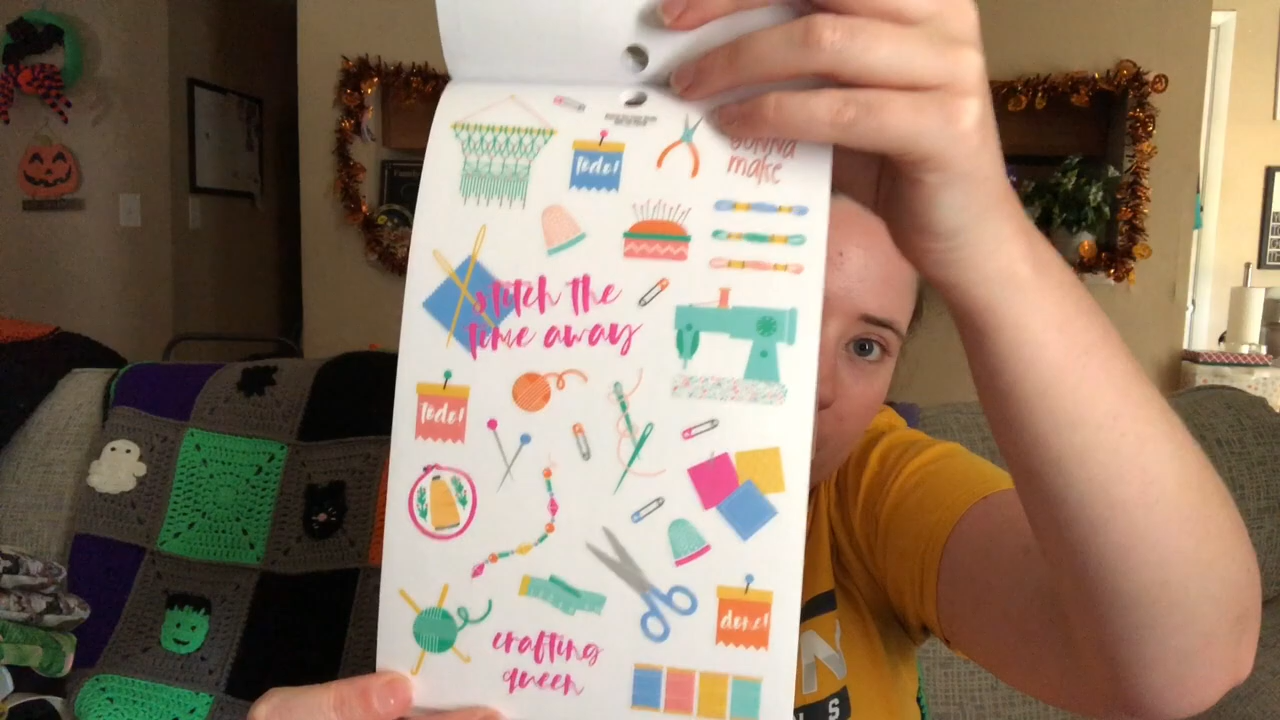 Todo!
gonna
make
stitch the
time away
Todo!
done!
crafting
queen
N
L S